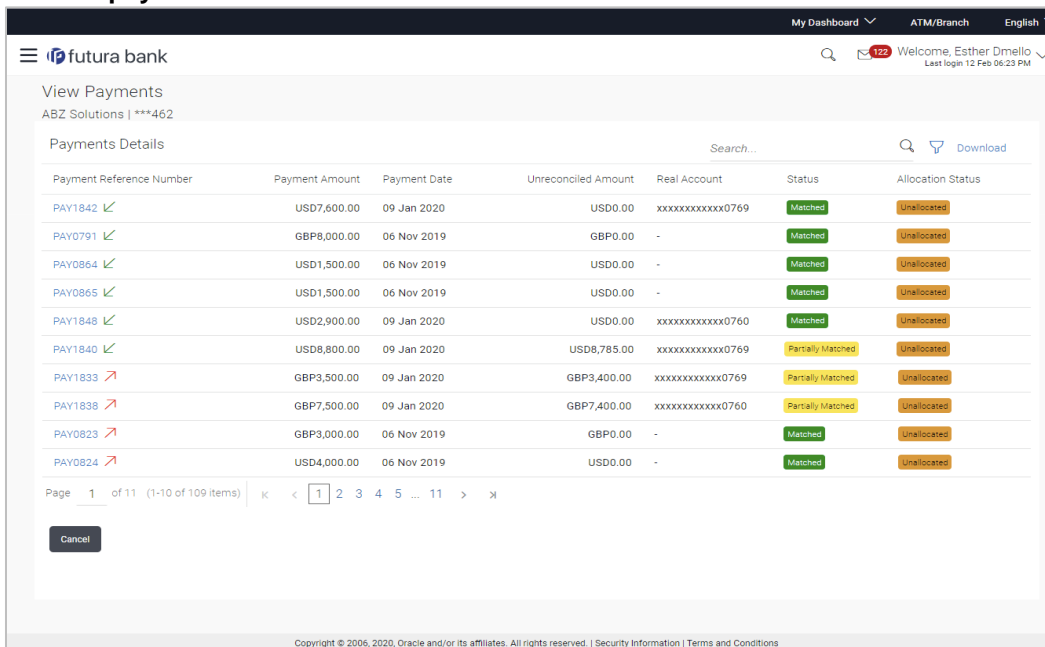 My Dashboard ATM/Branch English
futura bank 122 Welcome, Esther Dmello
Last login 12 Feb 06:23 PM
View Payments
ABZ Solutions | ***462
Payments Details Search... Download
Payment Reference Number Payment Amount Payment Date Unreconciled Amount Real Account Status Allocation Status
PAY1842 USD7,600.00 09 Jan 2020 USD0.00 xxxxxxxxxxxx0769 Matched Unallocated
PAY0791 GBP8,000.00 06 Nov 2019 GBP0.00 - Matched Unallocated
PAY0864 USD1,500.00 06 Nov 2019 USD0.00 - Matched Unallocated
PAY0865 USD1,500.00 06 Nov 2019 USD0.00 - Matched Unallocated
PAY1848 USD2,900.00 09 Jan 2020 USD0.00 xxxxxxxxxxxx0760 Matched Unallocated
PAY1840 USD8,800.00 09 Jan 2020 USD8,785.00 xxxxxxxxxxxx0769 Partially Matched Unallocated
PAY1833 GBP3,500.00 09 Jan 2020 GBP3,400.00 xxxxxxxxxxxx0769 Partially Matched Unallocated
PAY1838 GBP7,500.00 09 Jan 2020 GBP7,400.00 xxxxxxxxxxxx0760 Partially Matched Unallocated
PAY0823 GBP3,000.00 06 Nov 2019 GBP0.00 - Matched Unallocated
PAY0824 USD4,000.00 06 Nov 2019 USD0.00 - Matched Unallocated
Page 1 of 11 (1-10 of 109 items) 1 2 3 4 5 ... 11
Cancel
Copyright © 2006, 2020, Oracle and/or its affiliates. All rights reserved. | Security Information | Terms and Conditions